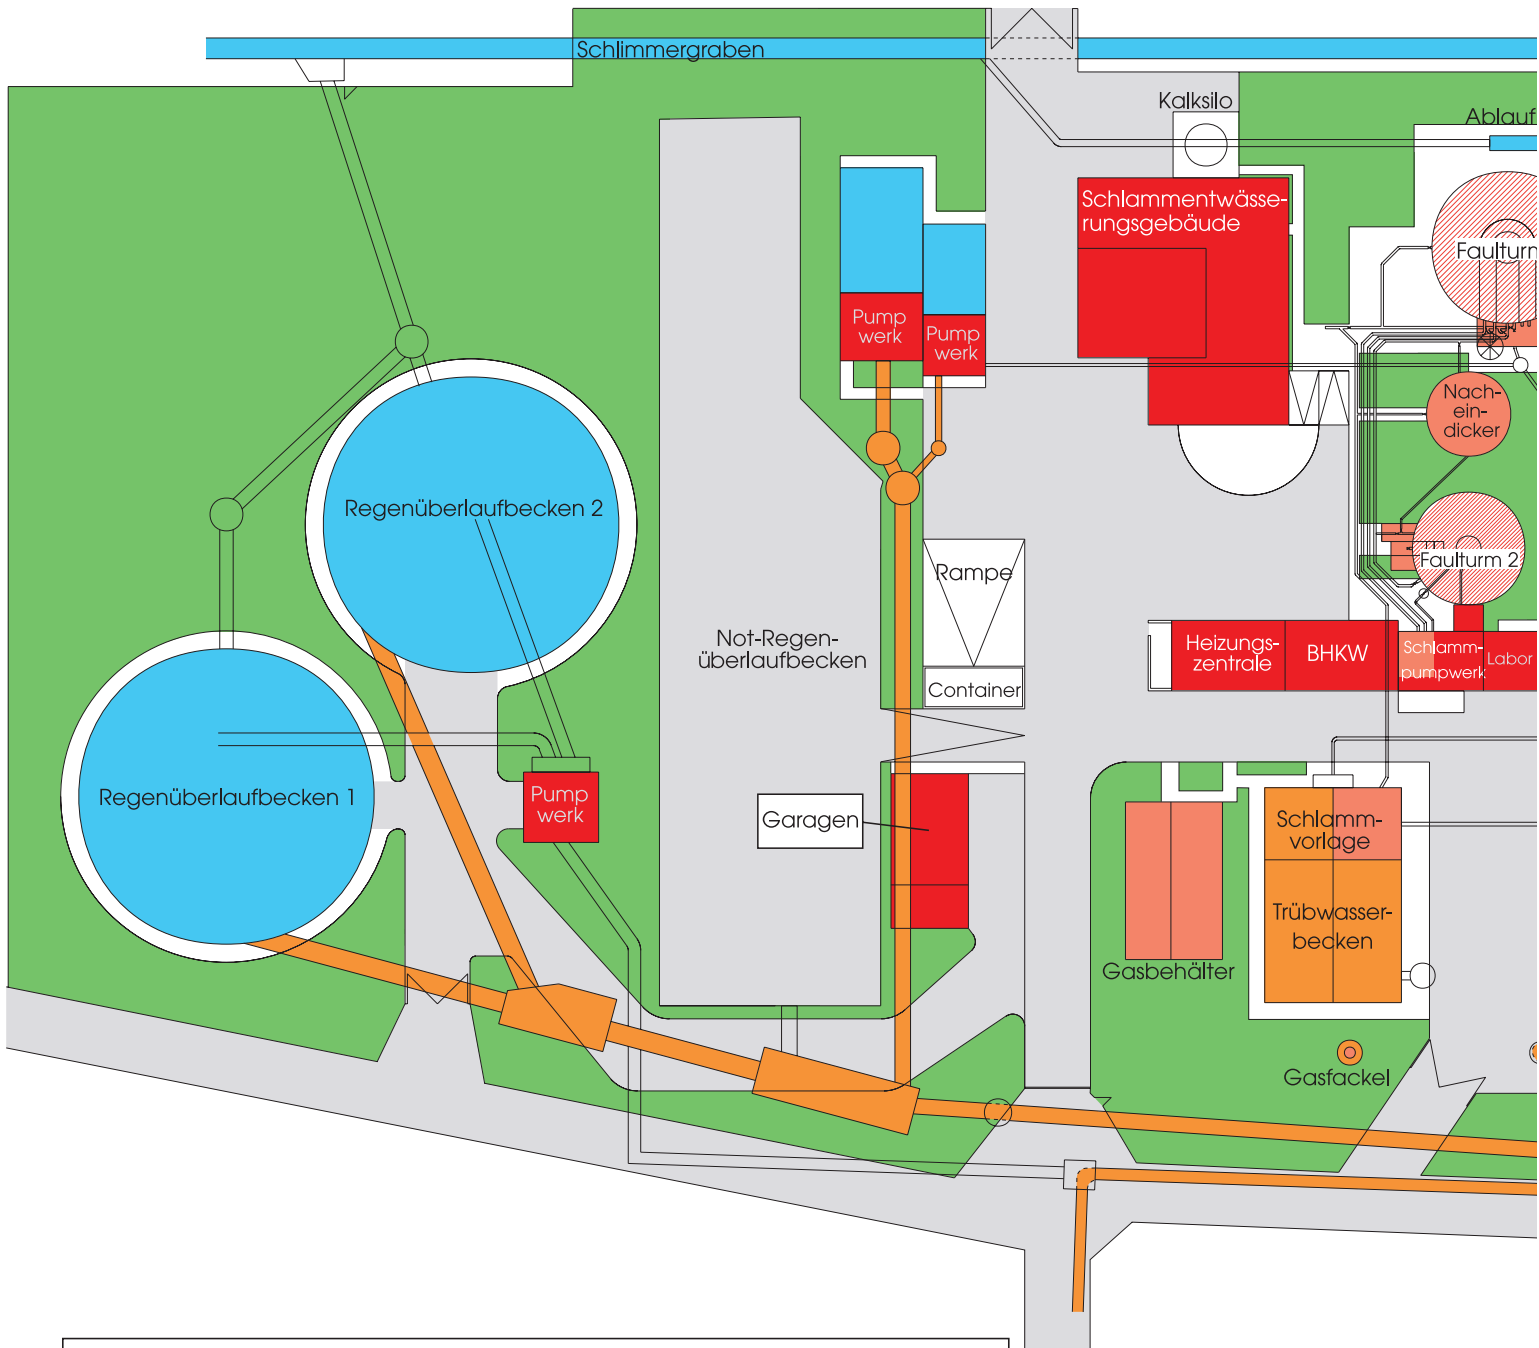 Schlimmergraben
Kalksilo
Ablauf
Schlammentwässe-
rungsgebäude
Faulturm
Pump
werk
Pump
werk
Nach-
ein-
dicker
Regenüberlaufbecken 2
Faulturm 2
Rampe
Not-Regen-
überlaufbecken
Heizungs-
zentrale
BHKW
Schlamm-
pumpwerk
Labor
Container
Regenüberlaufbecken 1
Pump
werk
Garagen
Schlamm-
vorlage
Trübwasser-
becken
Gasbehälter
Gasfackel